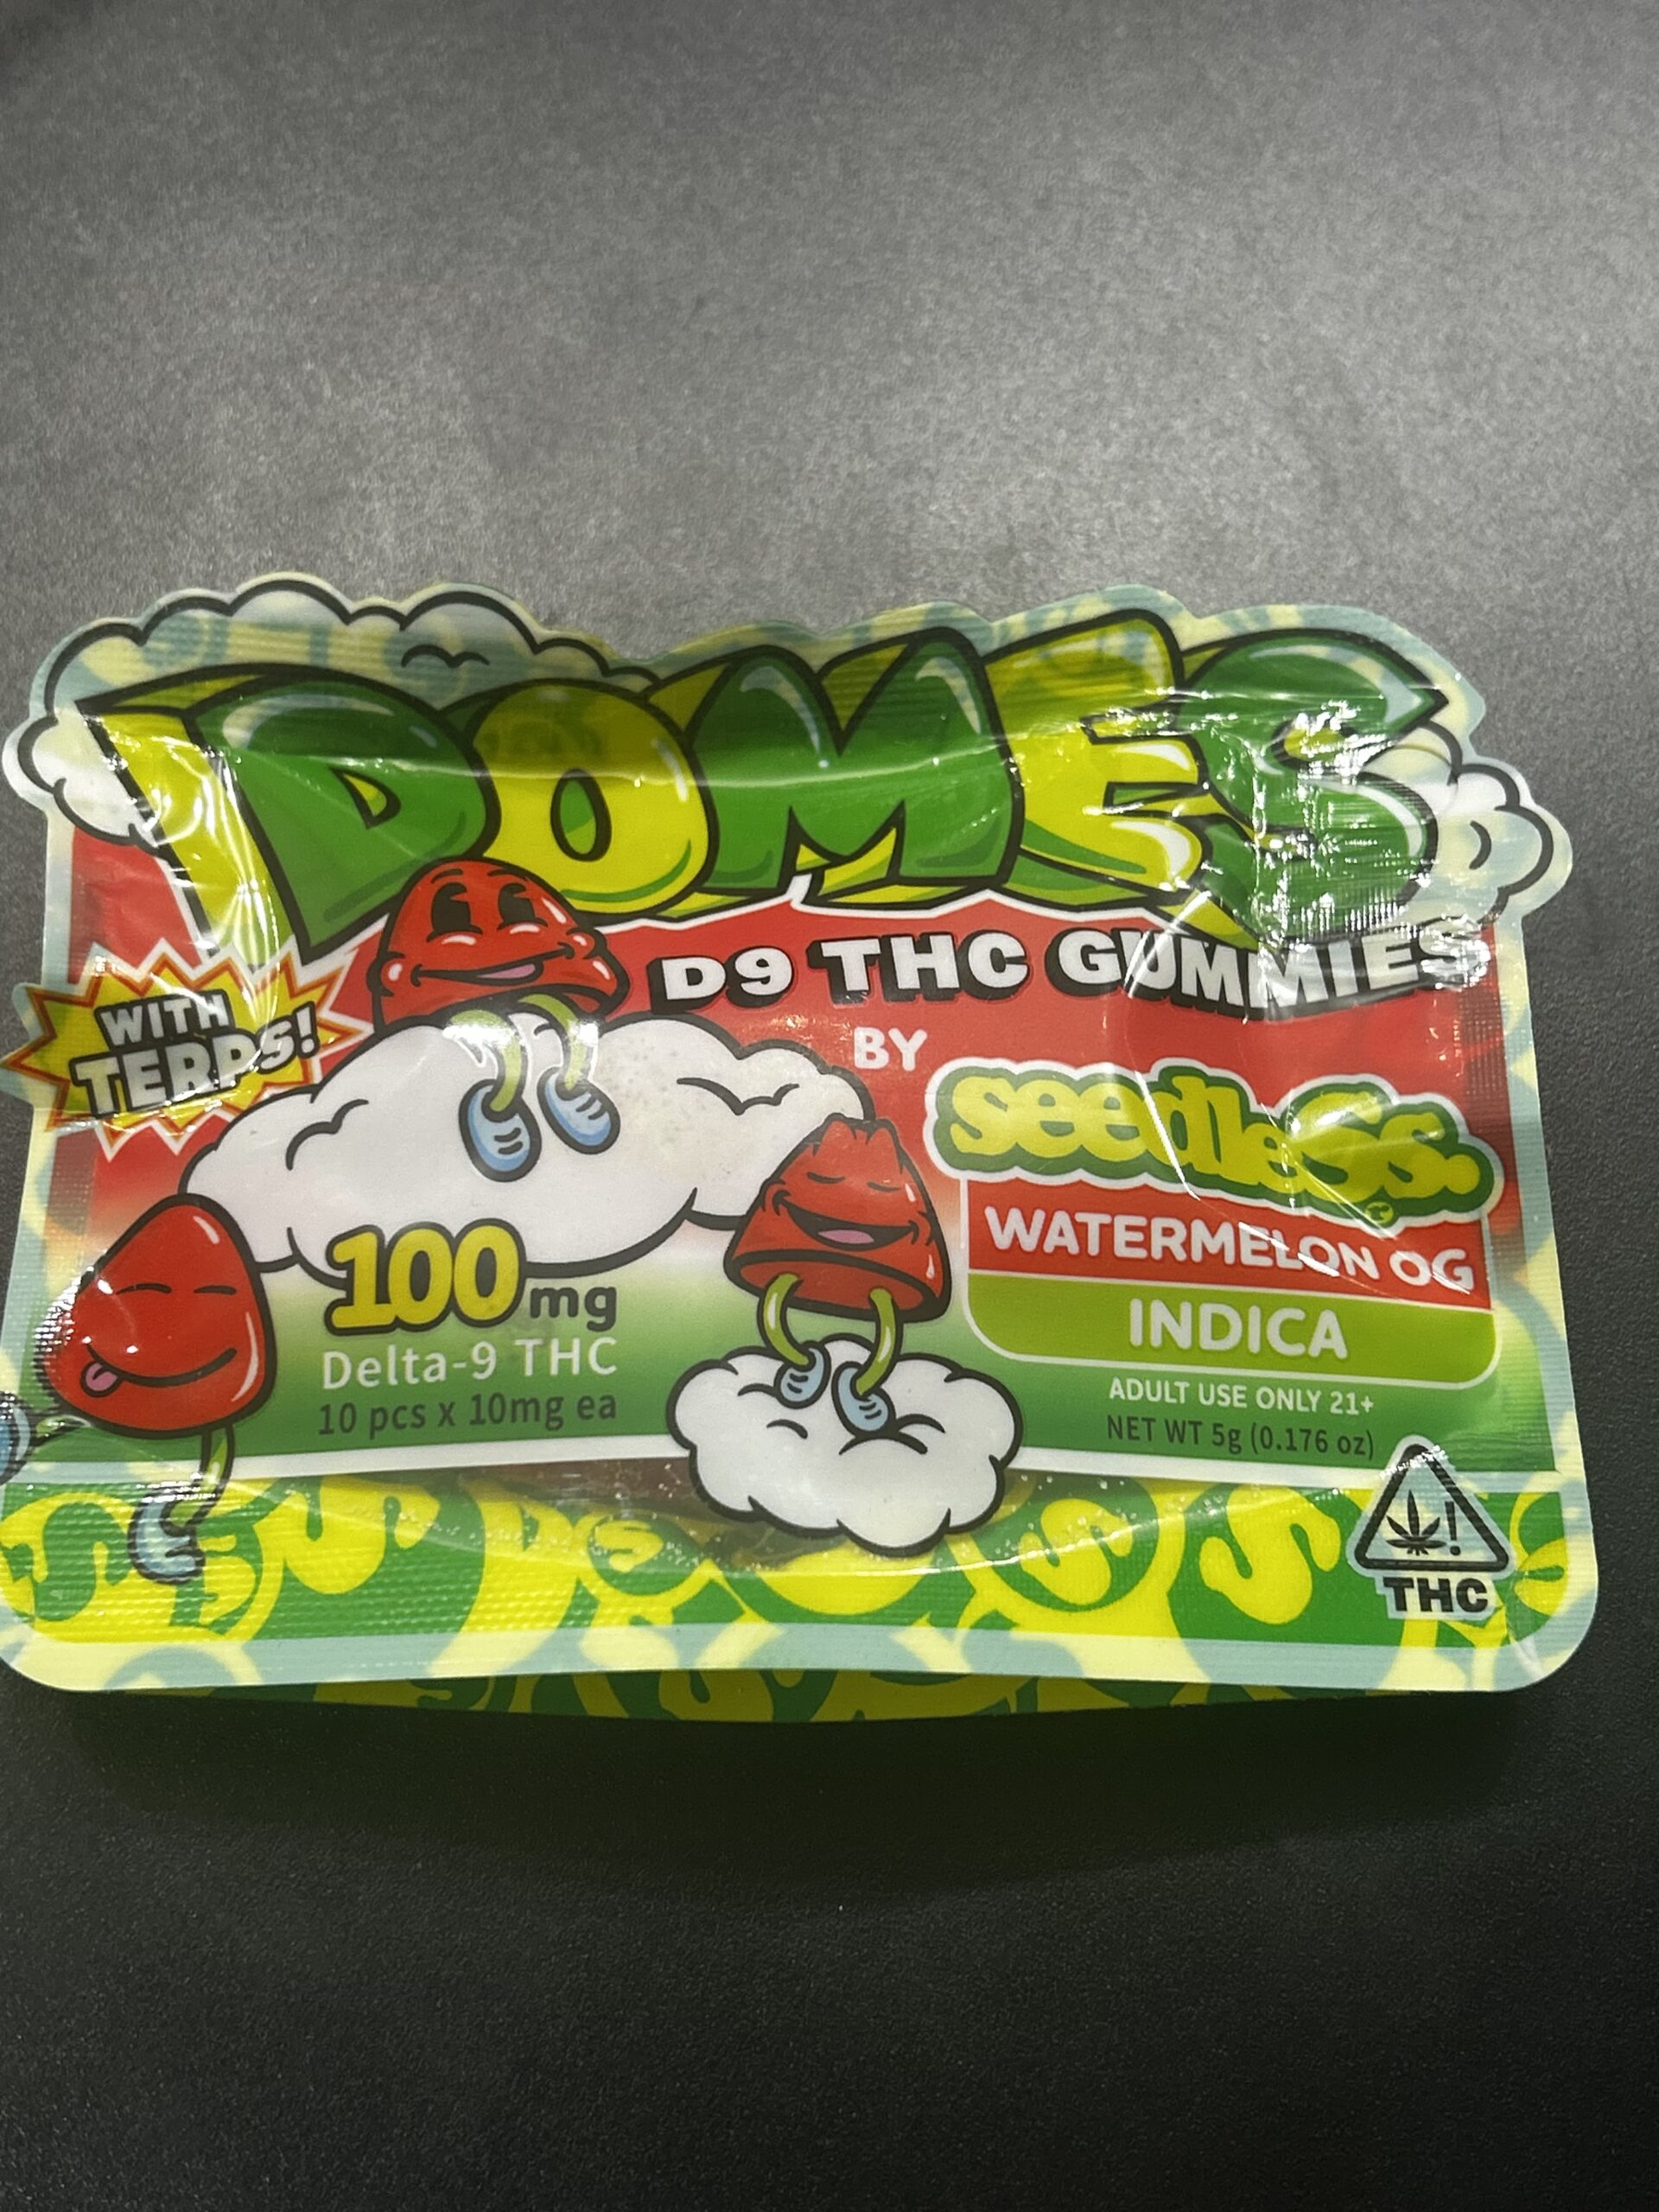 DOMES
D9 THC GUMMIES
BY
seedleSs.
WITH
TERPS!
WATERMELON OG
INDICA
100mg
Delta-9 THC
10 pcs x 10mg ea
ADULT USE ONLY 21+
NET WT 5g (0.176 oz)
THC